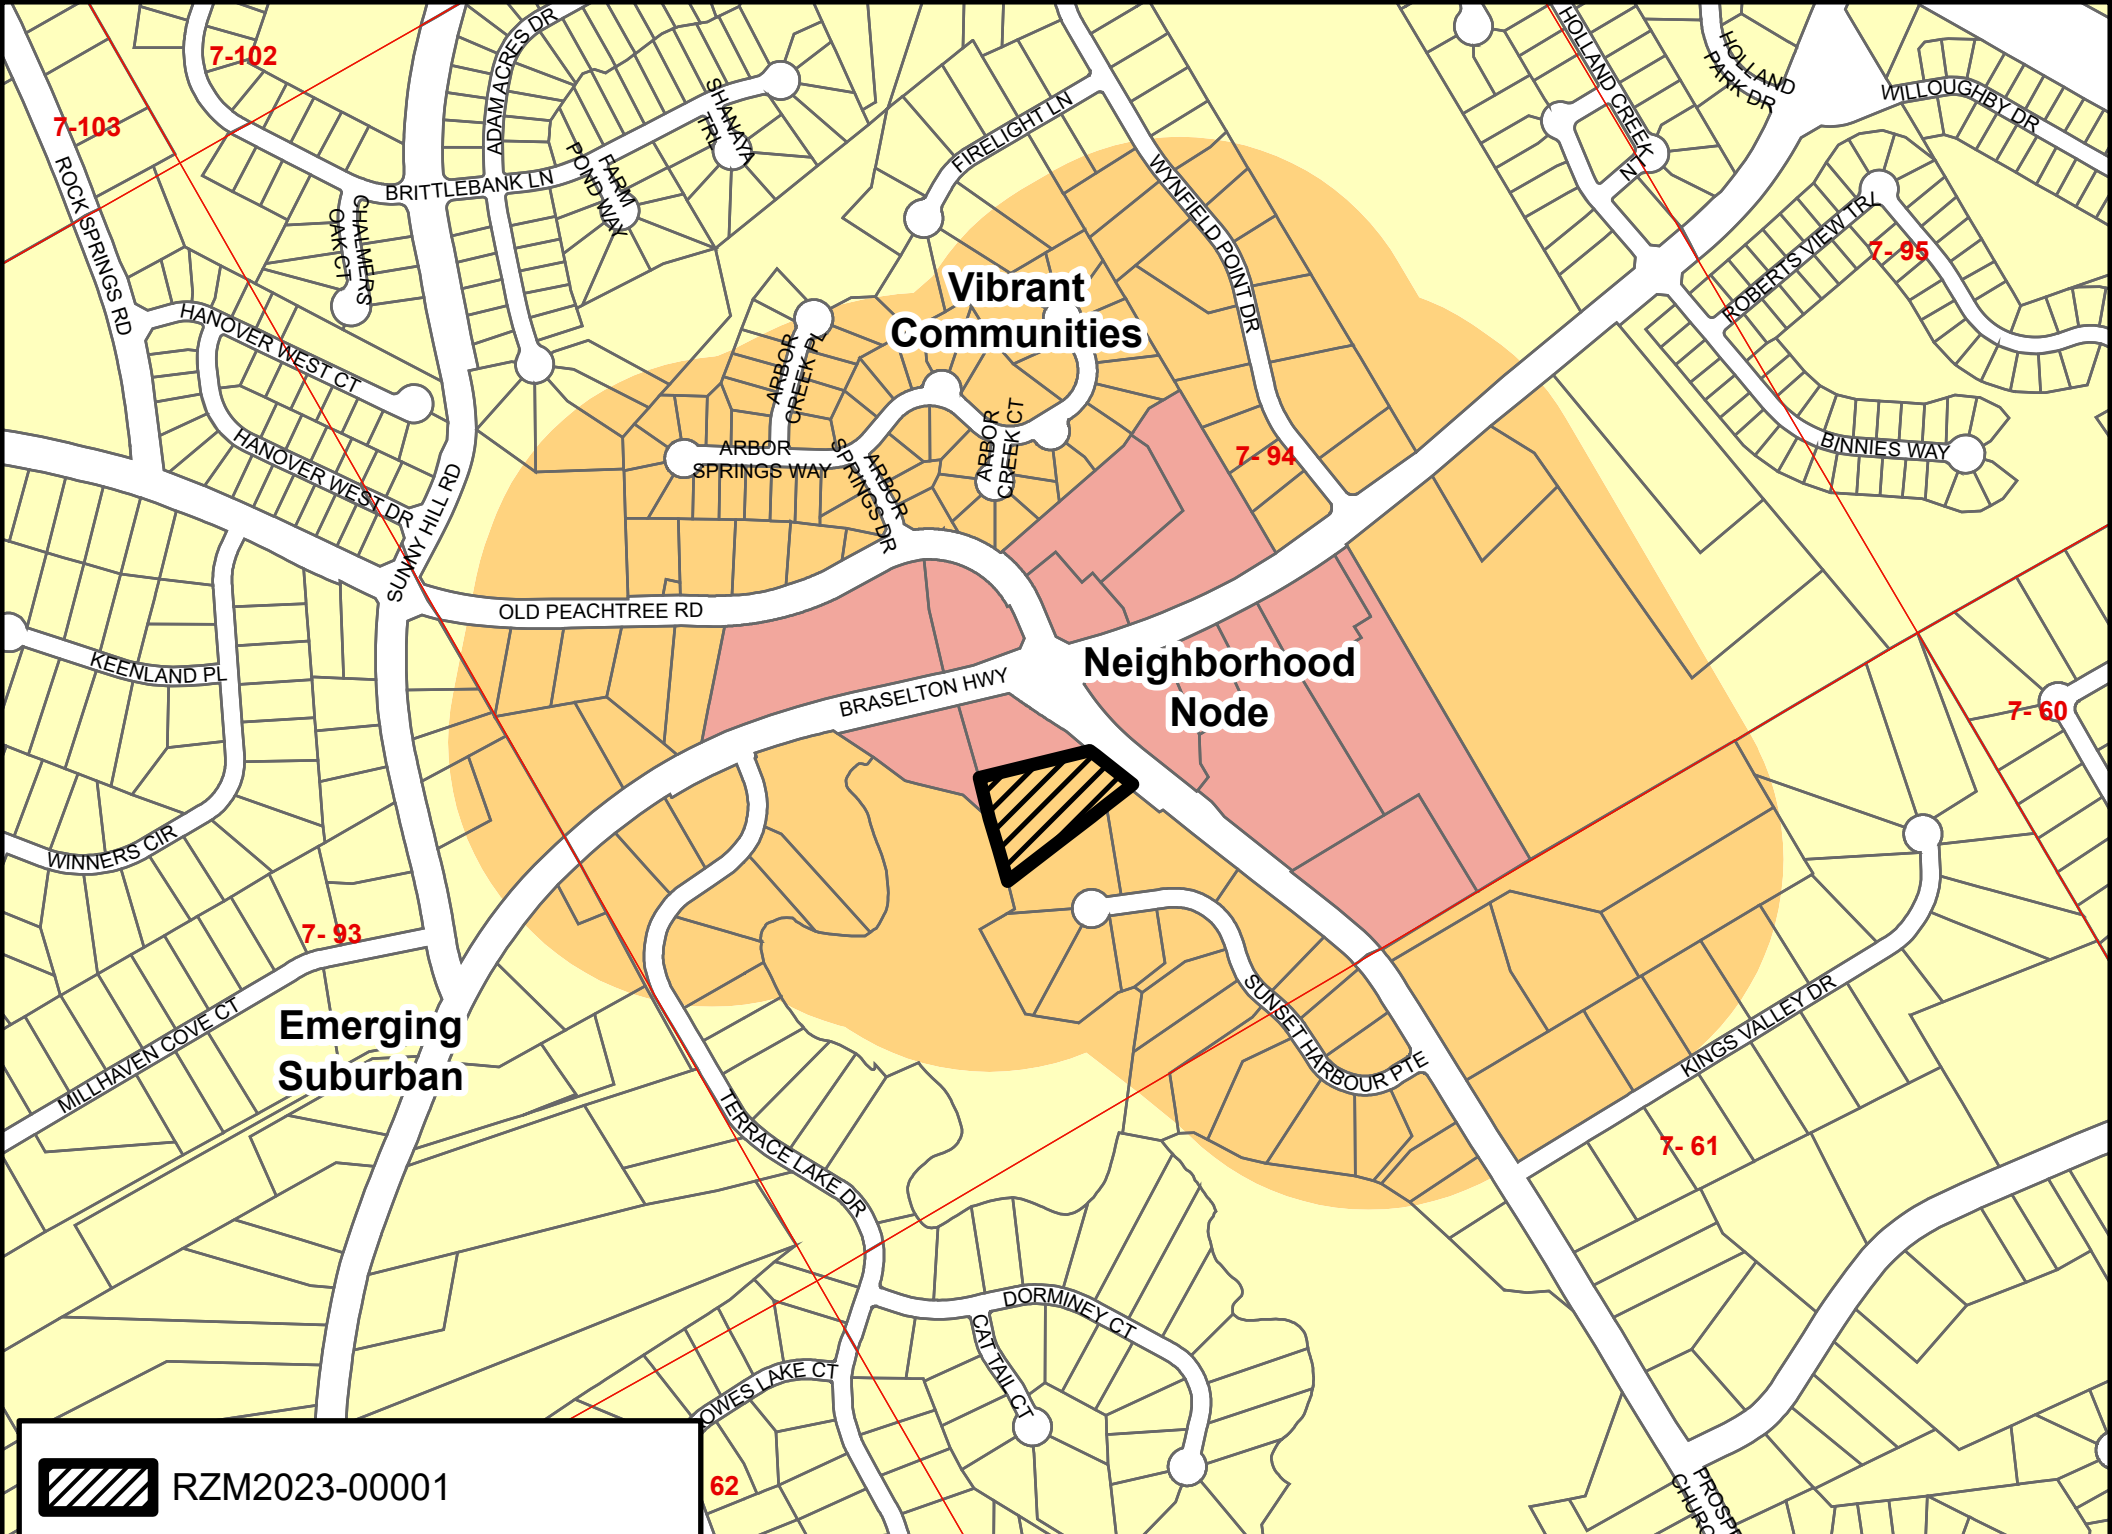 7-102
7-103
ADAM ACRES DR
SHANAYA
TRL
FARM
POND WAY
BRITTLEBANK LN
CHALMERS
OAK CT
ROCK SPRINGS RD
HANOVER WEST CT
HANOVER WEST DR
SUNNY HILL RD
FIRELIGHT LN
WYNFIELD POINT DR
HOLLAND CREEK
LN
HOLLAND
PARK DR
WILLOUGHBY DR
ROBERTS VIEW TRL
7- 95
BINNIES WAY
Vibrant
Communities
ARBOR
CREEK PL
ARBOR
SPRINGS WAY
ARBOR
SPRINGS DR
ARBOR
CREEK CT
7- 94
OLD PEACHTREE RD
BRASELTON HWY
Neighborhood
Node
KEENLAND PL
WINNERS CIR
7- 93
MILLHAVEN COVE CT
Emerging
Suburban
7- 60
SUNSET HARBOUR PTE
KINGS VALLEY DR
7- 61
TERRACE LAKE DR
DORMINEY CT
CAT TAIL CT
OWES LAKE CT
62
PROSP
CHURC
RZM2023-00001